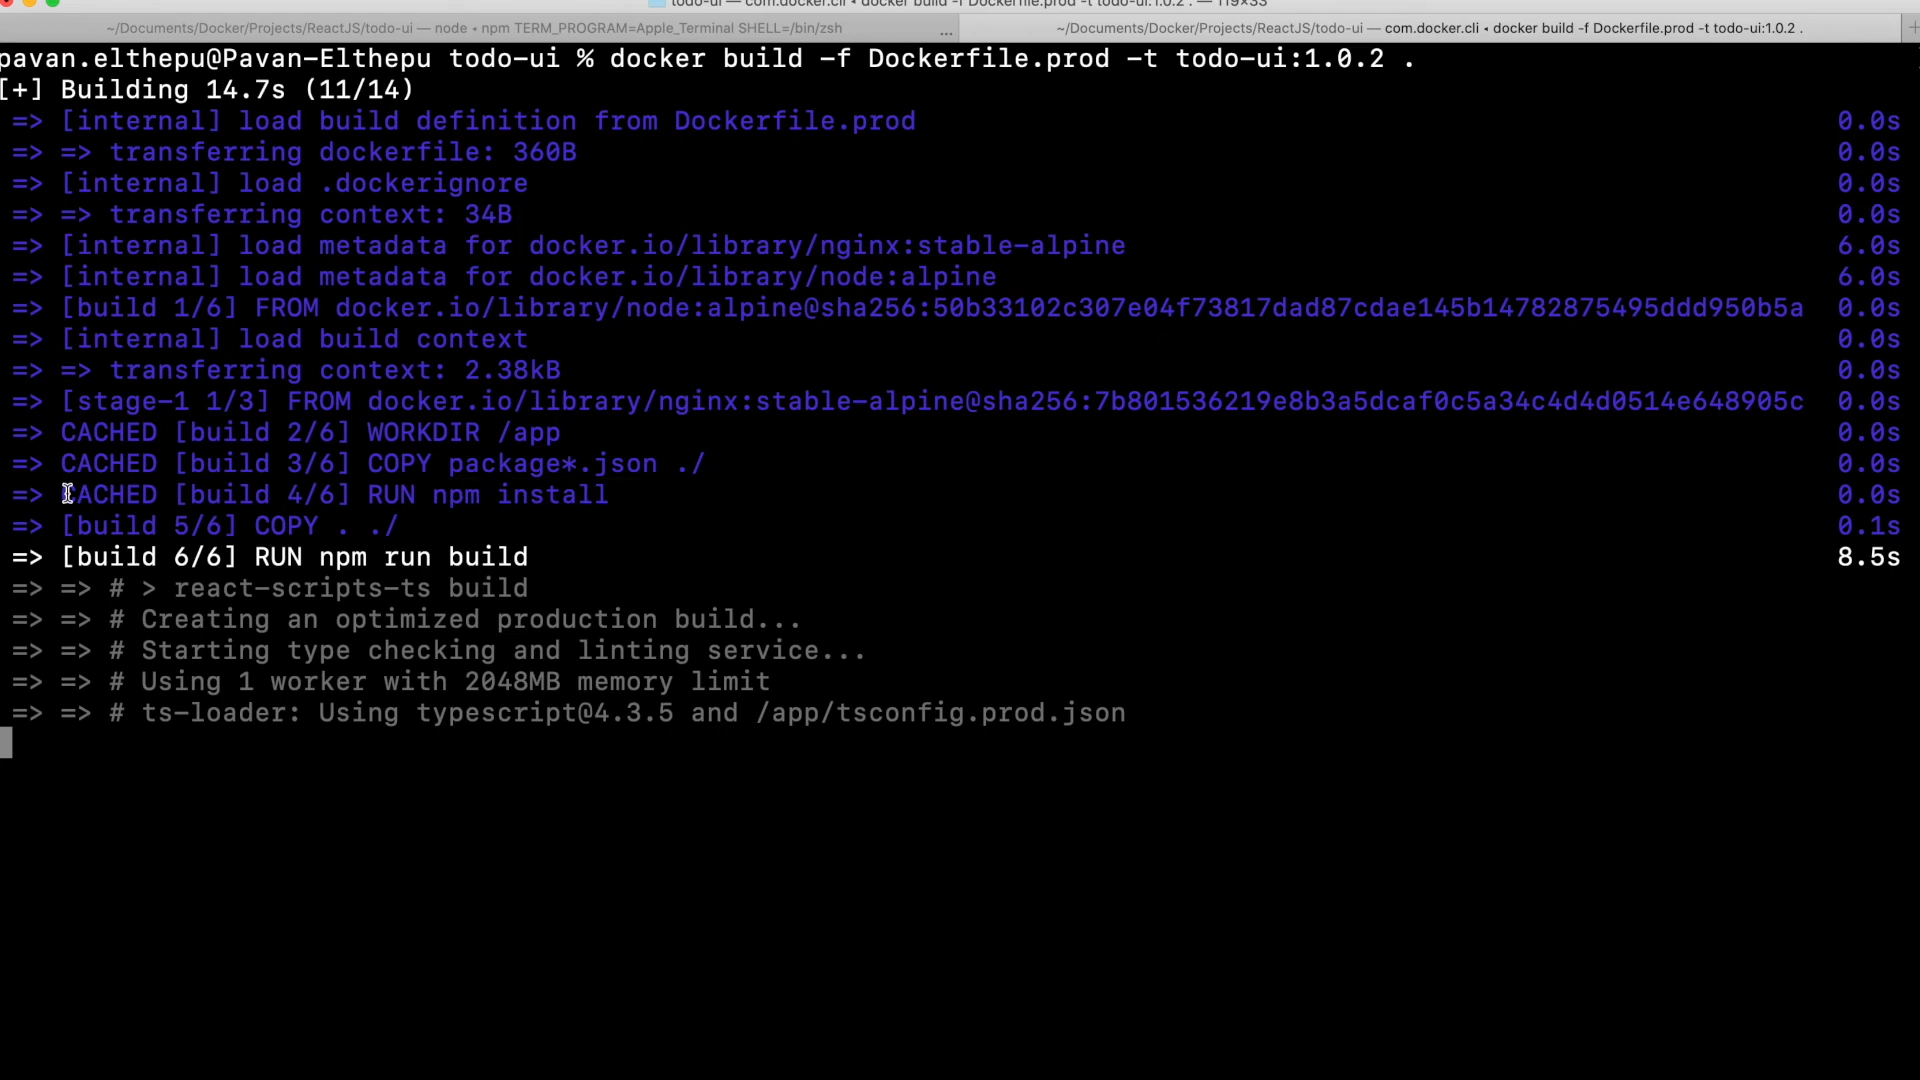 todo-ui — com.docker.cli ◂ docker build -f Dockerfile.prod -t todo-ui:1.0.2 . — 119×33
~/Documents/Docker/Projects/ReactJS/todo-ui — node ◂ npm TERM_PROGRAM=Apple_Terminal SHELL=/bin/zsh ... ~/Documents/Docker/Projects/ReactJS/todo-ui — com.docker.cli ◂ docker build -f Dockerfile.prod -t todo-ui:1.0.2 . +
pavan.elthepu@Pavan-Elthepu todo-ui % docker build -f Dockerfile.prod -t todo-ui:1.0.2 .
[+] Building 14.7s (11/14)
=> [internal] load build definition from Dockerfile.prod 0.0s
=> => transferring dockerfile: 360B 0.0s
=> [internal] load .dockerignore 0.0s
=> => transferring context: 34B 0.0s
=> [internal] load metadata for docker.io/library/nginx:stable-alpine 6.0s
=> [internal] load metadata for docker.io/library/node:alpine 6.0s
=> [build 1/6] FROM docker.io/library/node:alpine@sha256:50b33102c307e04f73817dad87cdae145b14782875495ddd950b5a 0.0s
=> [internal] load build context 0.0s
=> => transferring context: 2.38kB 0.0s
=> [stage-1 1/3] FROM docker.io/library/nginx:stable-alpine@sha256:7b801536219e8b3a5dcaf0c5a34c4d4d0514e648905c 0.0s
=> CACHED [build 2/6] WORKDIR /app 0.0s
=> CACHED [build 3/6] COPY package*.json ./ 0.0s
=> CACHED [build 4/6] RUN npm install 0.0s
=> [build 5/6] COPY . ./ 0.1s
=> [build 6/6] RUN npm run build 8.5s
=> => # > react-scripts-ts build
=> => # Creating an optimized production build...
=> => # Starting type checking and linting service...
=> => # Using 1 worker with 2048MB memory limit
=> => # ts-loader: Using typescript@4.3.5 and /app/tsconfig.prod.json